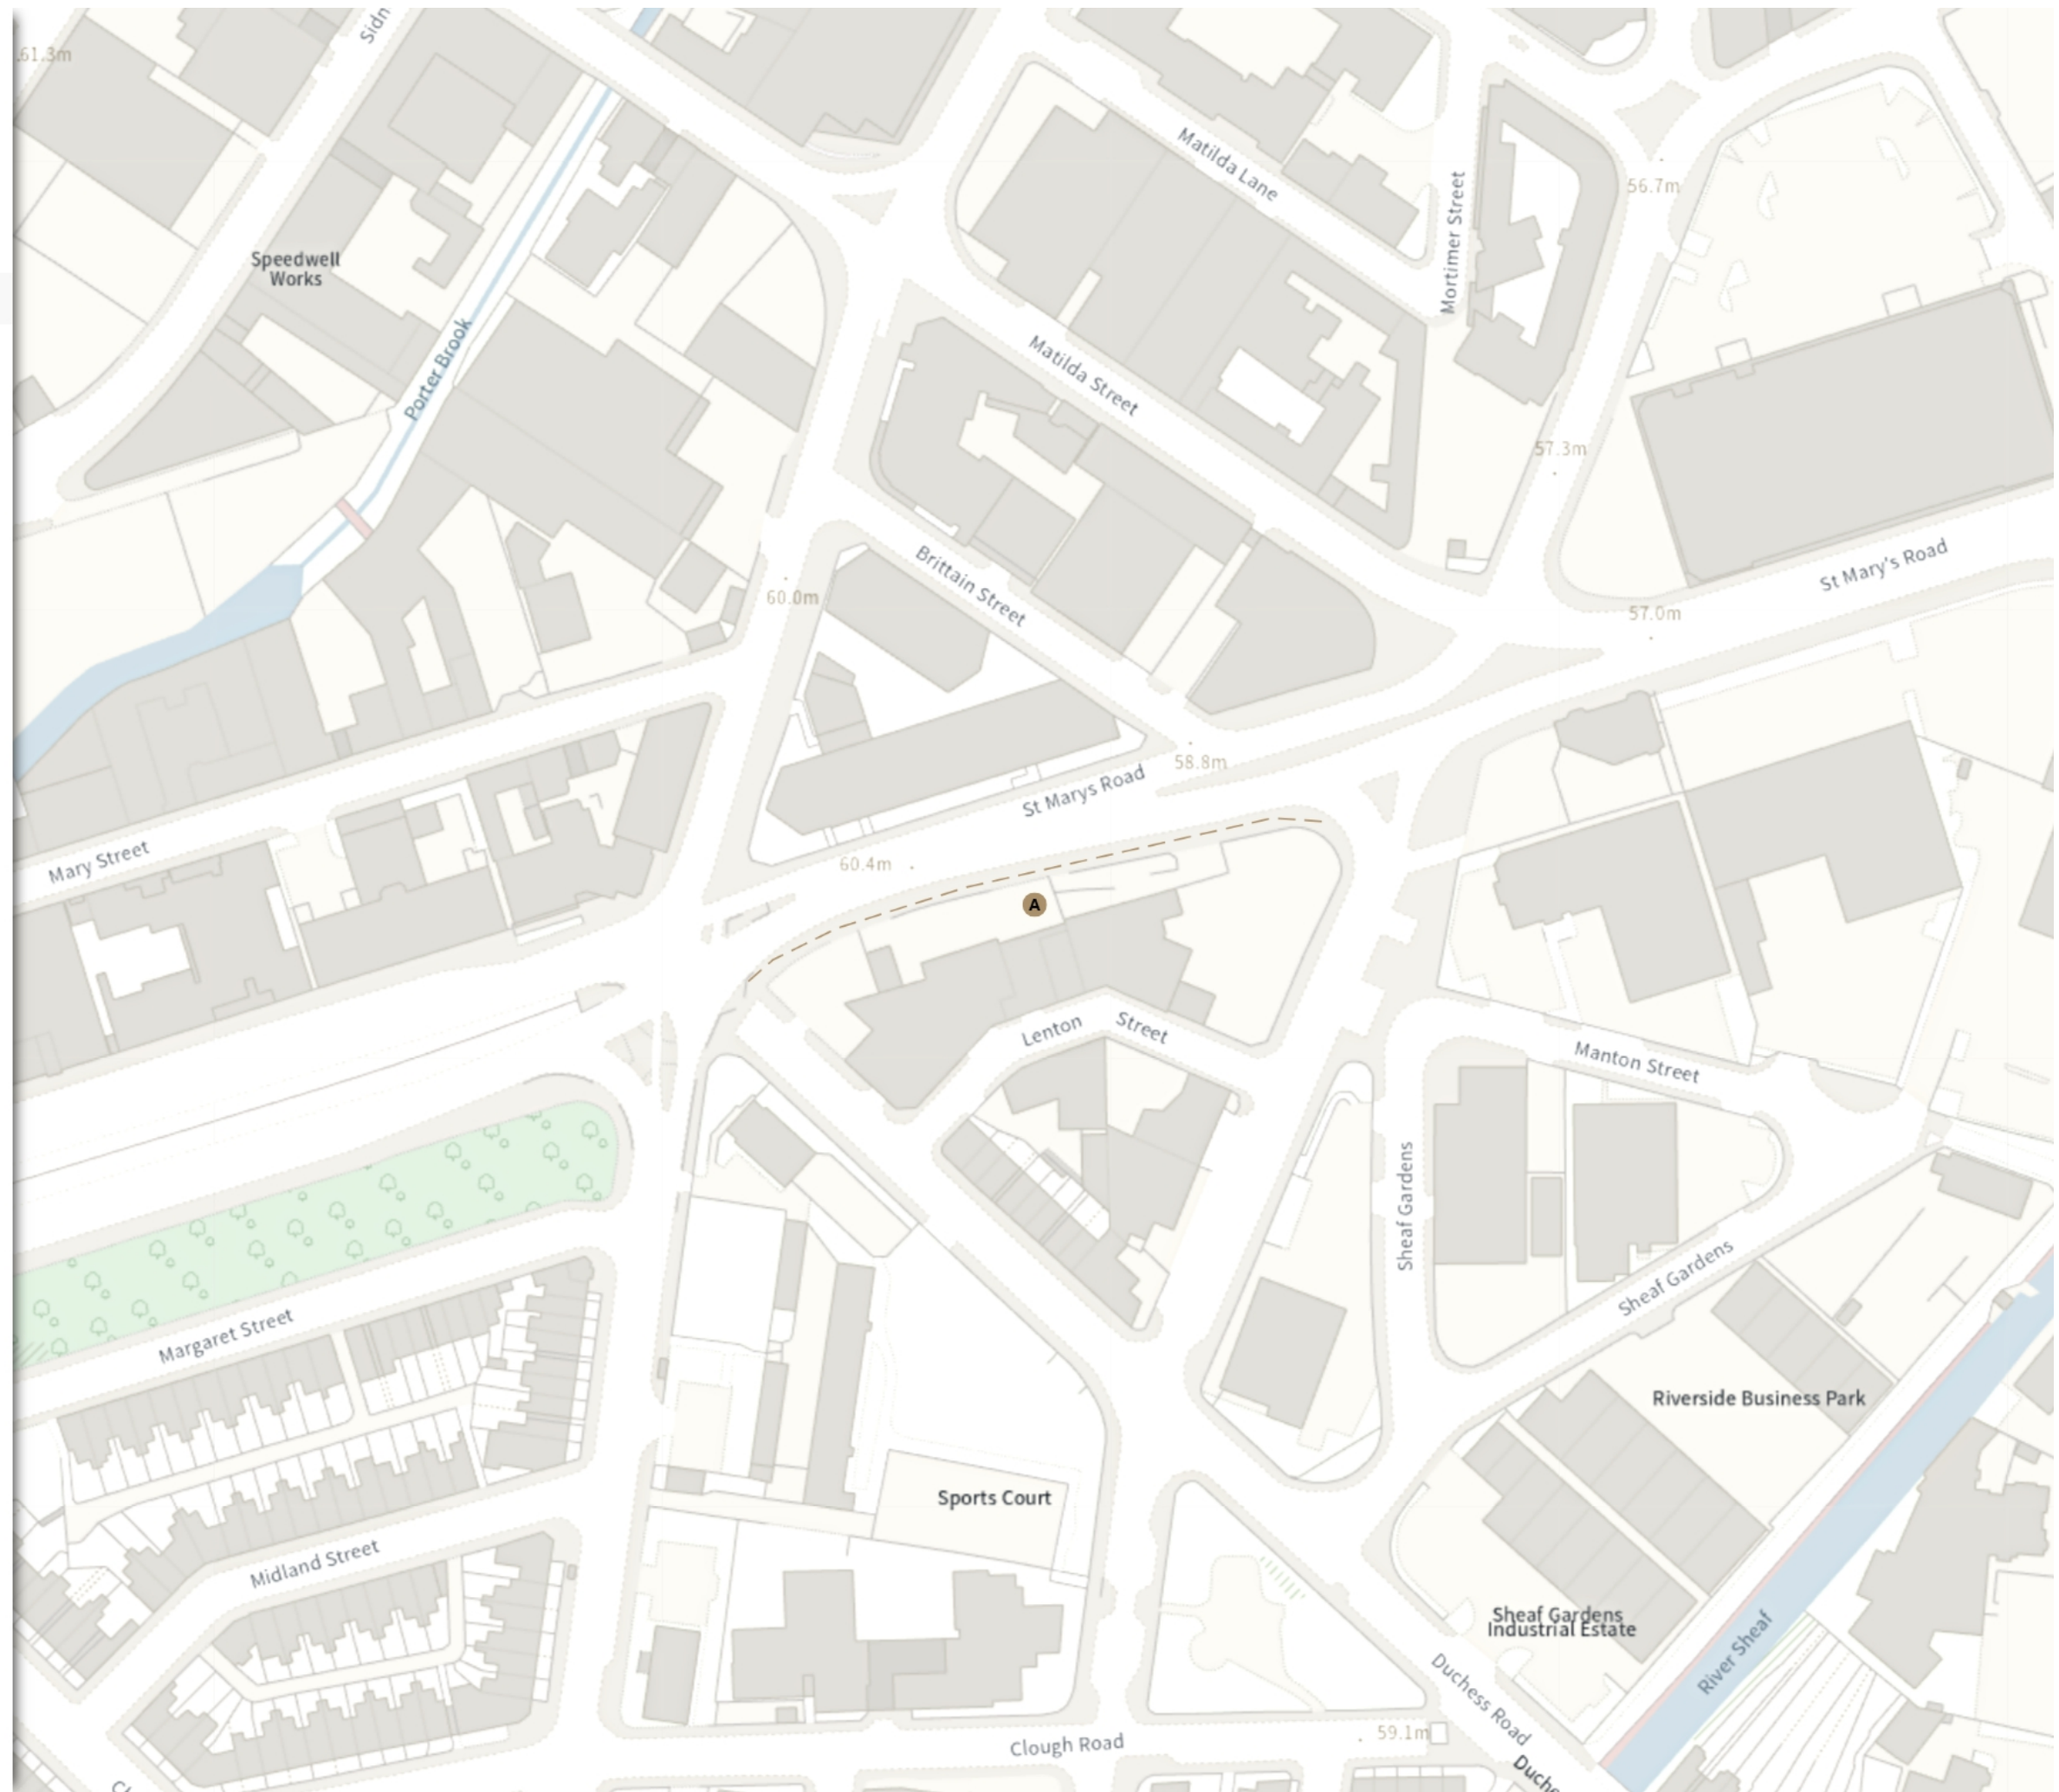 Sidn
.61.3m
Matilda Lane
Mortimer Street
56.7m
Speedwell
Works
Porter Brook
Matilda Street
57.3m
Brittain Street
St Mary's Road
60.0m
57.0m
58.8m
St Marys Road
Mary Street
60.4m
A
Lenton Street
Manton Street
Sheaf Gardens
Sheaf Gardens
Margaret Street
Riverside Business Park
Sports Court
Midland Street
Sheaf Gardens
Industrial Estate
River Sheaf
Duchess Road
59.1m
Clough Road
Duche